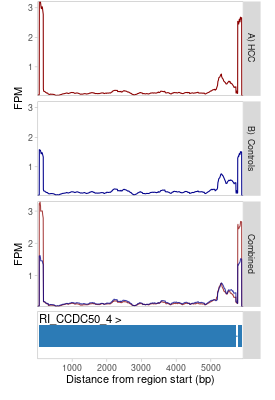 3
2
1
A) HCC
FPM
3
2
1
B) Controls
3
2
1
Combined
FPM
RI_CCDC50_4 >
1000 2000 3000 4000 5000
Distance from region start (bp)